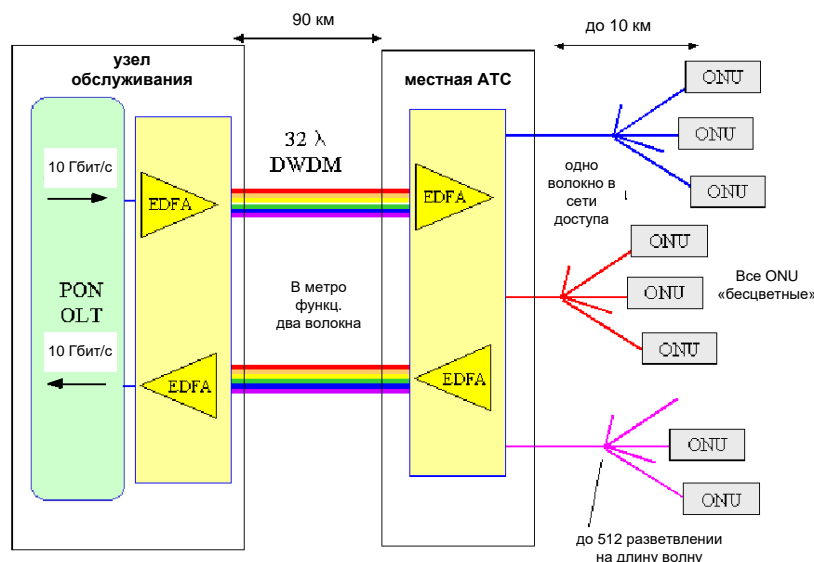 90 км
до 10 км
узел
обслуживания
местная АТС
10 Гбит/с
EDFA
PON
OLT
10 Гбит/с
EDFA
32 λ
DWDM
В метро
функц.
два волокна
EDFA
EDFA
одно
волокно в
сети
доступа
ONU
ONU
ONU
ONU
ONU
ONU
Все ONU
«бесцветные»
ONU
ONU
до 512 разветвлении
на длину волну